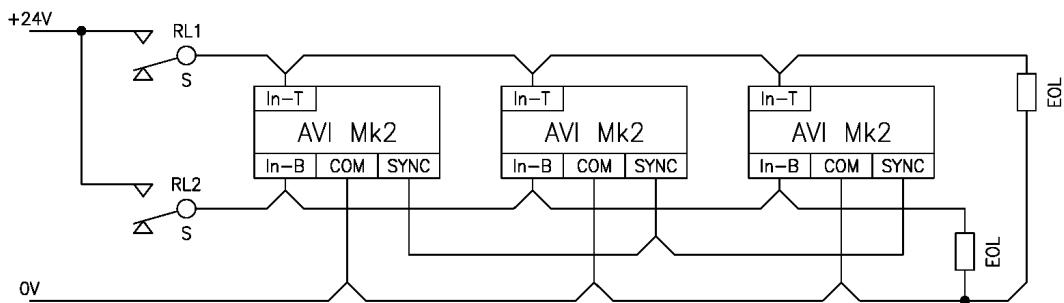 +24V
RL1
S
In-T
In-T
In-T
EOL
AVI Mk2
AVI Mk2
AVI Mk2
In-B COM SYNC
In-B COM SYNC
In-B COM SYNC
RL2
S
EOL
0V